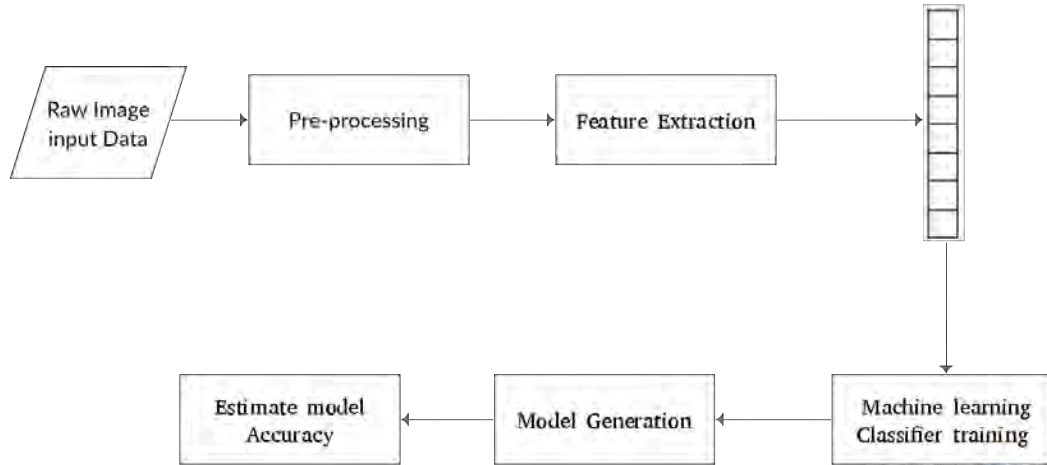 Raw Image
input Data
Pre-processing
Feature Extraction
Machine learning
Classifier training
Model Generation
Estimate model
Accuracy